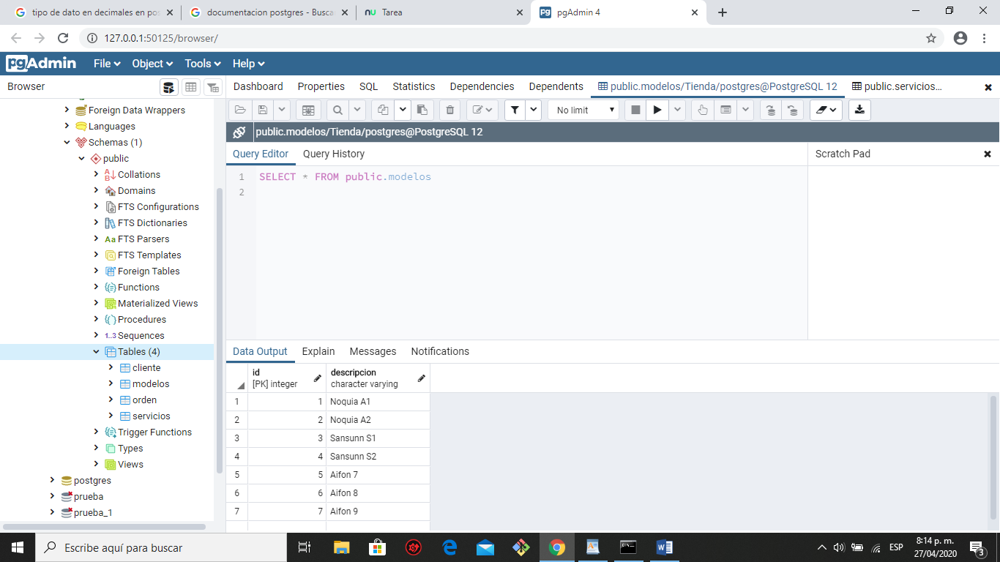 tipo de dato en decimales en pos
documentacion postgres - Busca
Tarea
pgAdmin 4
127.0.0.1:50125/browser/
pgAdmin
File
Object
Tools
Help
Browser
Dashboard
Properties
SQL
Statistics
Dependencies
Dependents
public.modelos/Tienda/postgres@PostgreSQL 12
public.servicios...
Foreign Data Wrappers
Languages
Schemas (1)
public
Collations
Domains
FTS Configurations
FTS Dictionaries
Aa FTS Parsers
FTS Templates
Foreign Tables
Functions
Materialized Views
Procedures
1..3 Sequences
Tables (4)
cliente
modelos
orden
servicios
Trigger Functions
Types
Views
postgres
prueba
prueba_1
No limit
public.modelos/Tienda/postgres@PostgreSQL 12
Query Editor
Query History
Scratch Pad
1 SELECT * FROM public.modelos
2
Data Output
Explain
Messages
Notifications
id
[PK] integer
descripcion
character varying
1 1 Noquia A1
2 2 Noquia A2
3 3 Sansunn S1
4 4 Sansunn S2
5 5 Aifon 7
6 6 Aifon 8
7 7 Aifon 9
Escribe aquí para buscar
ESP
8:14 p. m.
27/04/2020
3